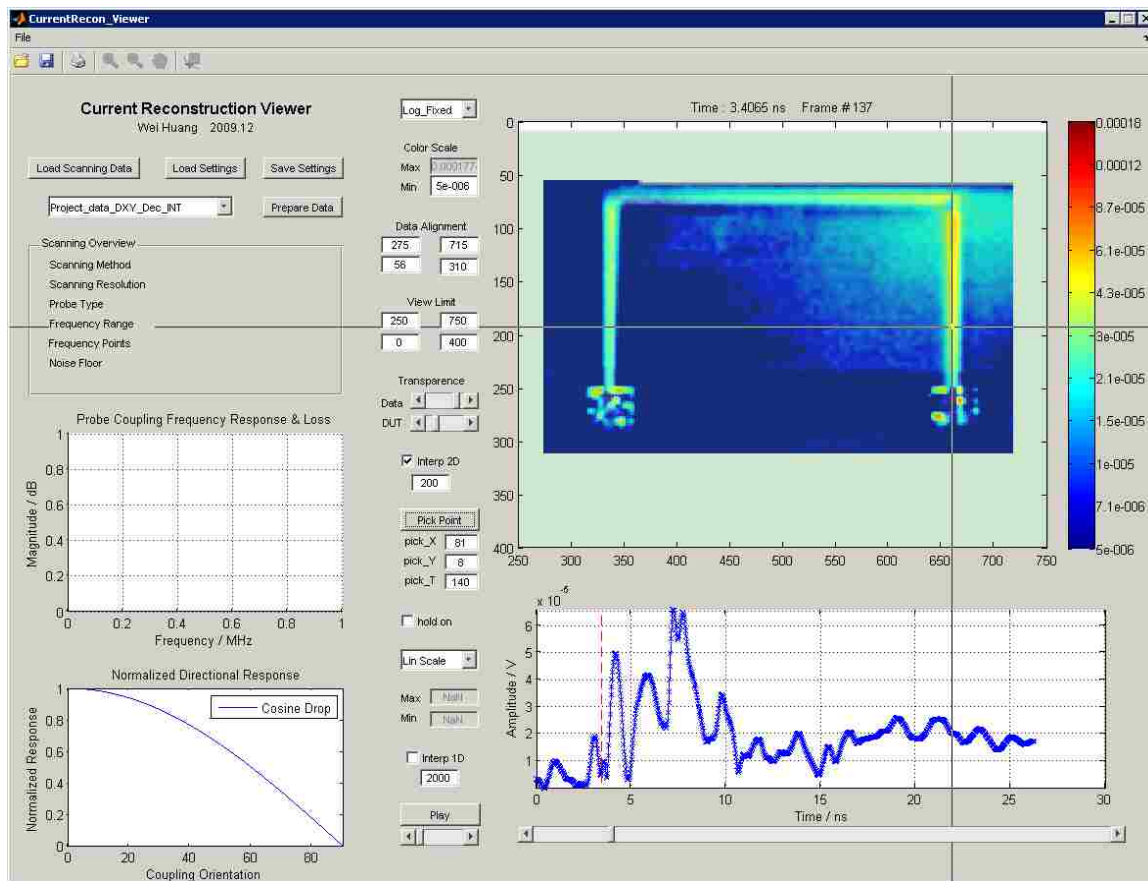 CurrentRecon_Viewer
File
Current Reconstruction Viewer
Wei Huang 2009.12
Load Scanning Data
Load Settings
Save Settings
Project_data_DXY_Dec_INT
Prepare Data
Scanning Overview
Scanning Method
Scanning Resolution
Probe Type
Frequency Range
Frequency Points
Noise Floor
Probe Coupling Frequency Response & Loss
Magnitude / dB
1
0.8
0.6
0.4
0.2
0
0 0.2 0.4 0.6 0.8 1
Frequency / MHz
Normalized Directional Response
Normalized Response
Cosine Drop
1
0.8
0.6
0.4
0.2
0
0 20 40 60 80
Coupling Orientation
Log_Fixed
Color Scale
Max 0.000177
Min 5e-006
Data Alignment
275 715
56 310
View Limit
250 750
0 400
Transparence
Data
DUT
Interp 2D
200
Pick Point
pick_X 81
pick_Y 8
pick_T 140
hold on
Lin Scale
Max NaN
Min NaN
Interp 1D
2000
Play
Time : 3.4065 ns Frame # 137
0
50
100
150
200
250
300
350
400
250 300 350 400 450 500 550 600 650 700 750
0.00018
0.00012
8.7e-005
6.1e-005
4.3e-005
3e-005
2.1e-005
1.5e-005
1e-005
7.1e-006
5e-006
x 10
-5
Amplitude / V
6
5
4
3
2
1
0 5 10 15 20 25 30
Time / ns